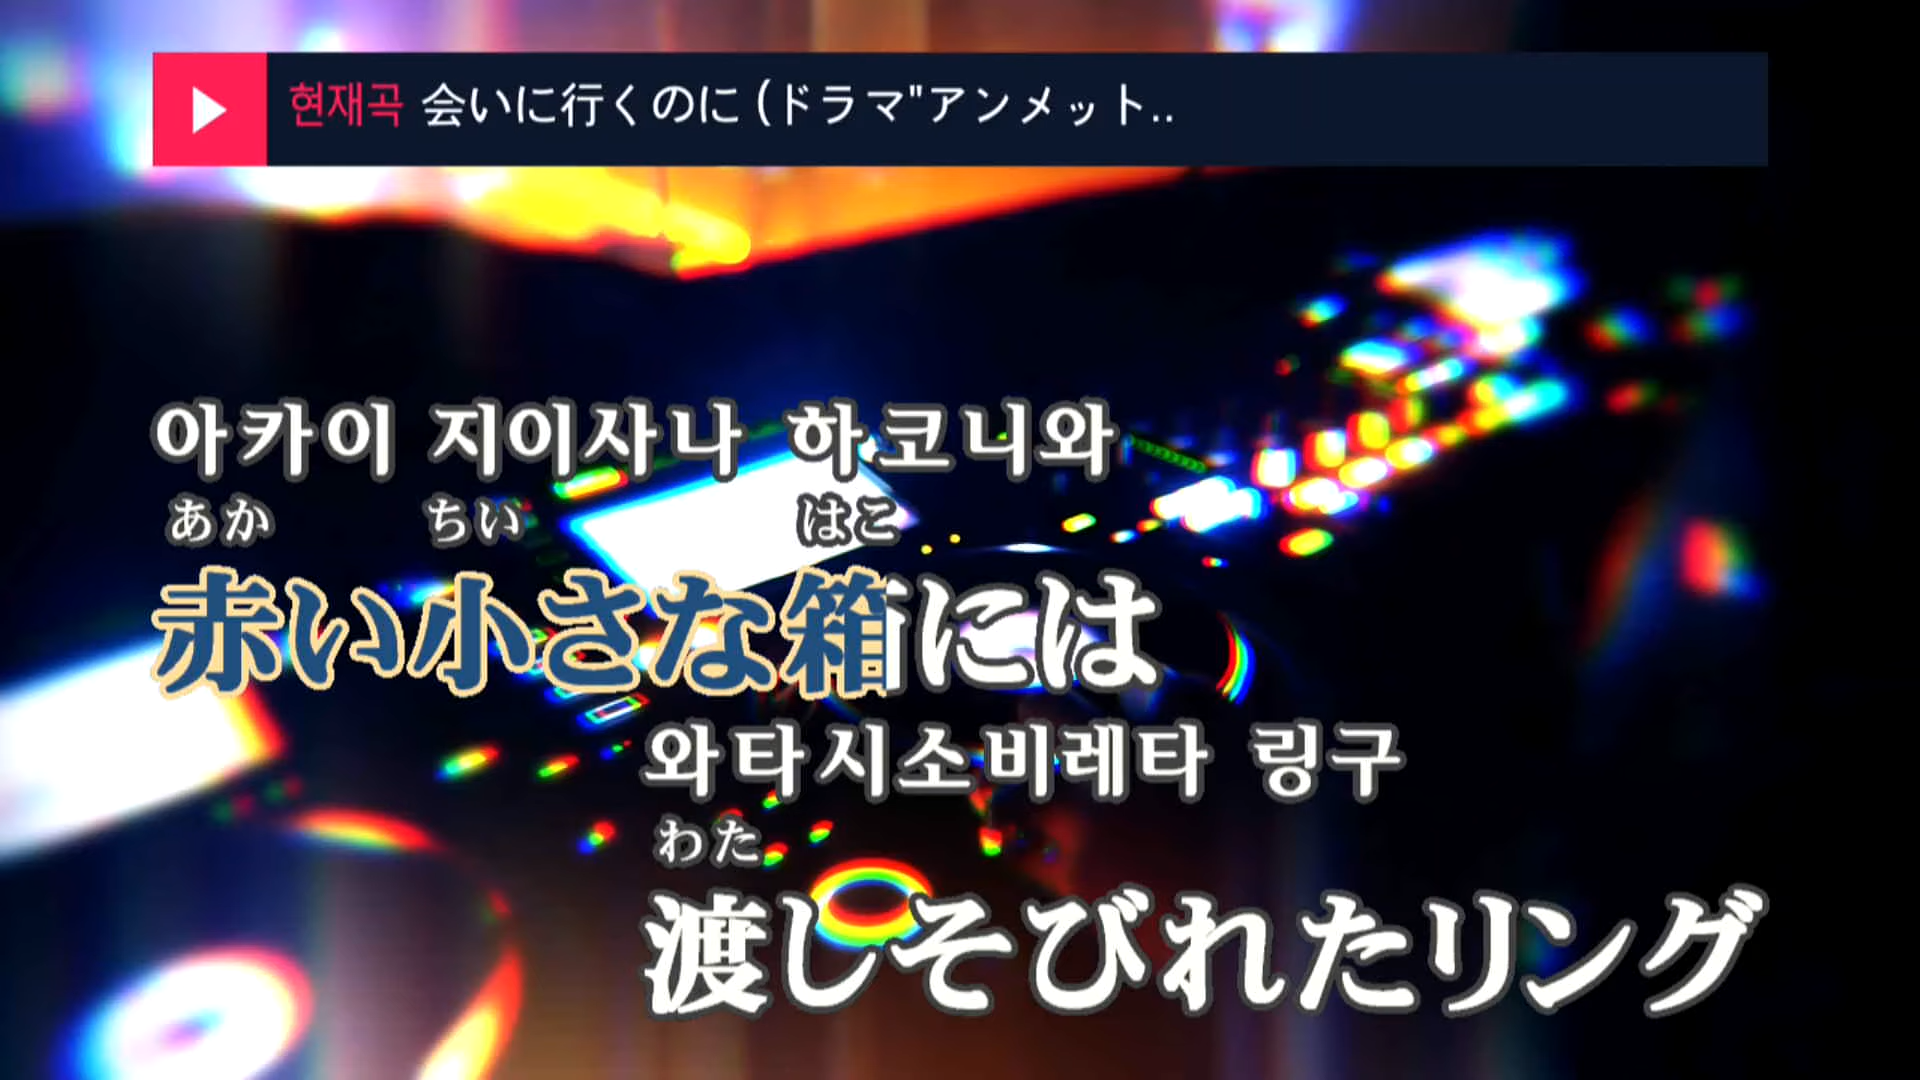 현재곡 会いに行くのに (ドラマ"アンメット..
아카이 지이사나 하코니와
あか ちい はこ
赤い小さな箱には
와타시소비레타 링구
わた
渡しそびれたリング